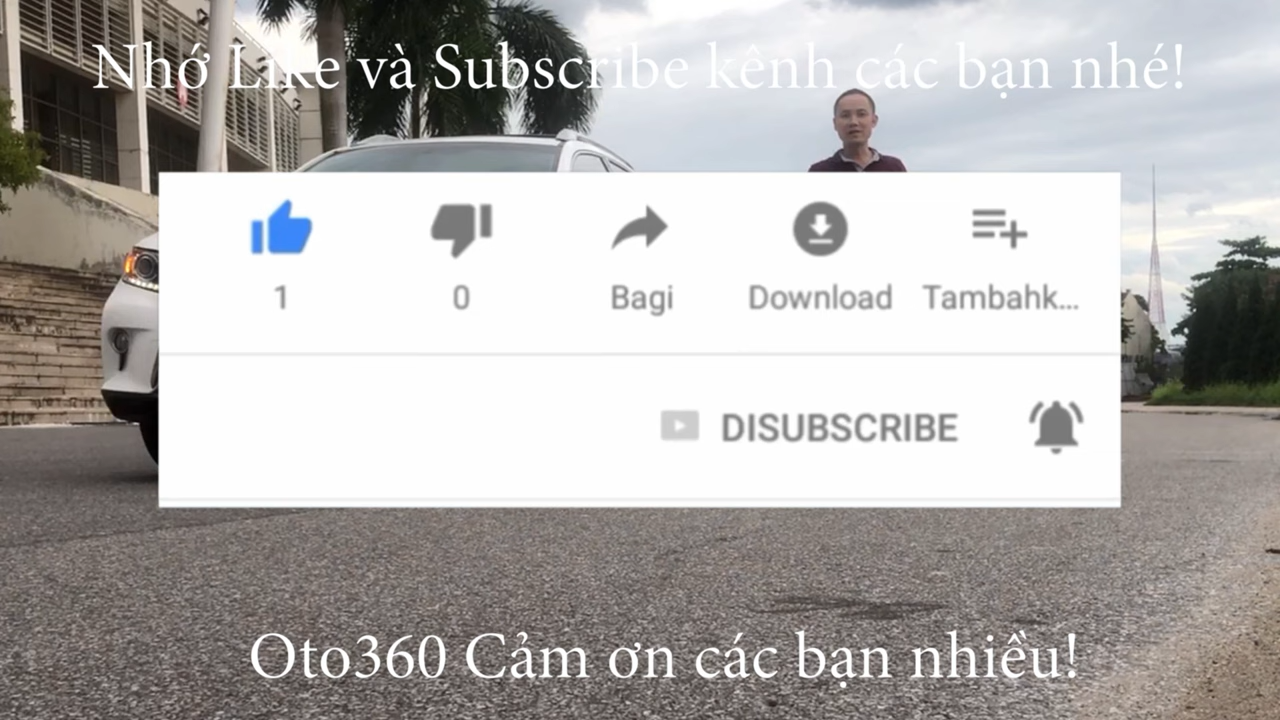 Nhớ Like và Subscribe kênh các bạn nhé!
1 0 Bagi Download Tambahk...
DISUBSCRIBE
Oto360 Cảm ơn các bạn nhiều!